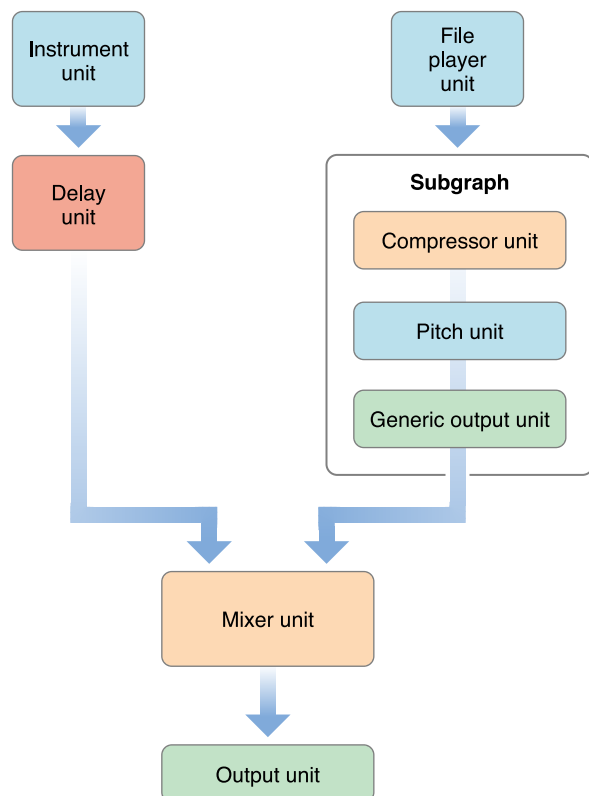 Instrument
unit
File
player
unit
Delay
unit
Subgraph
Compressor unit
Pitch unit
Generic output unit
Mixer unit
Output unit